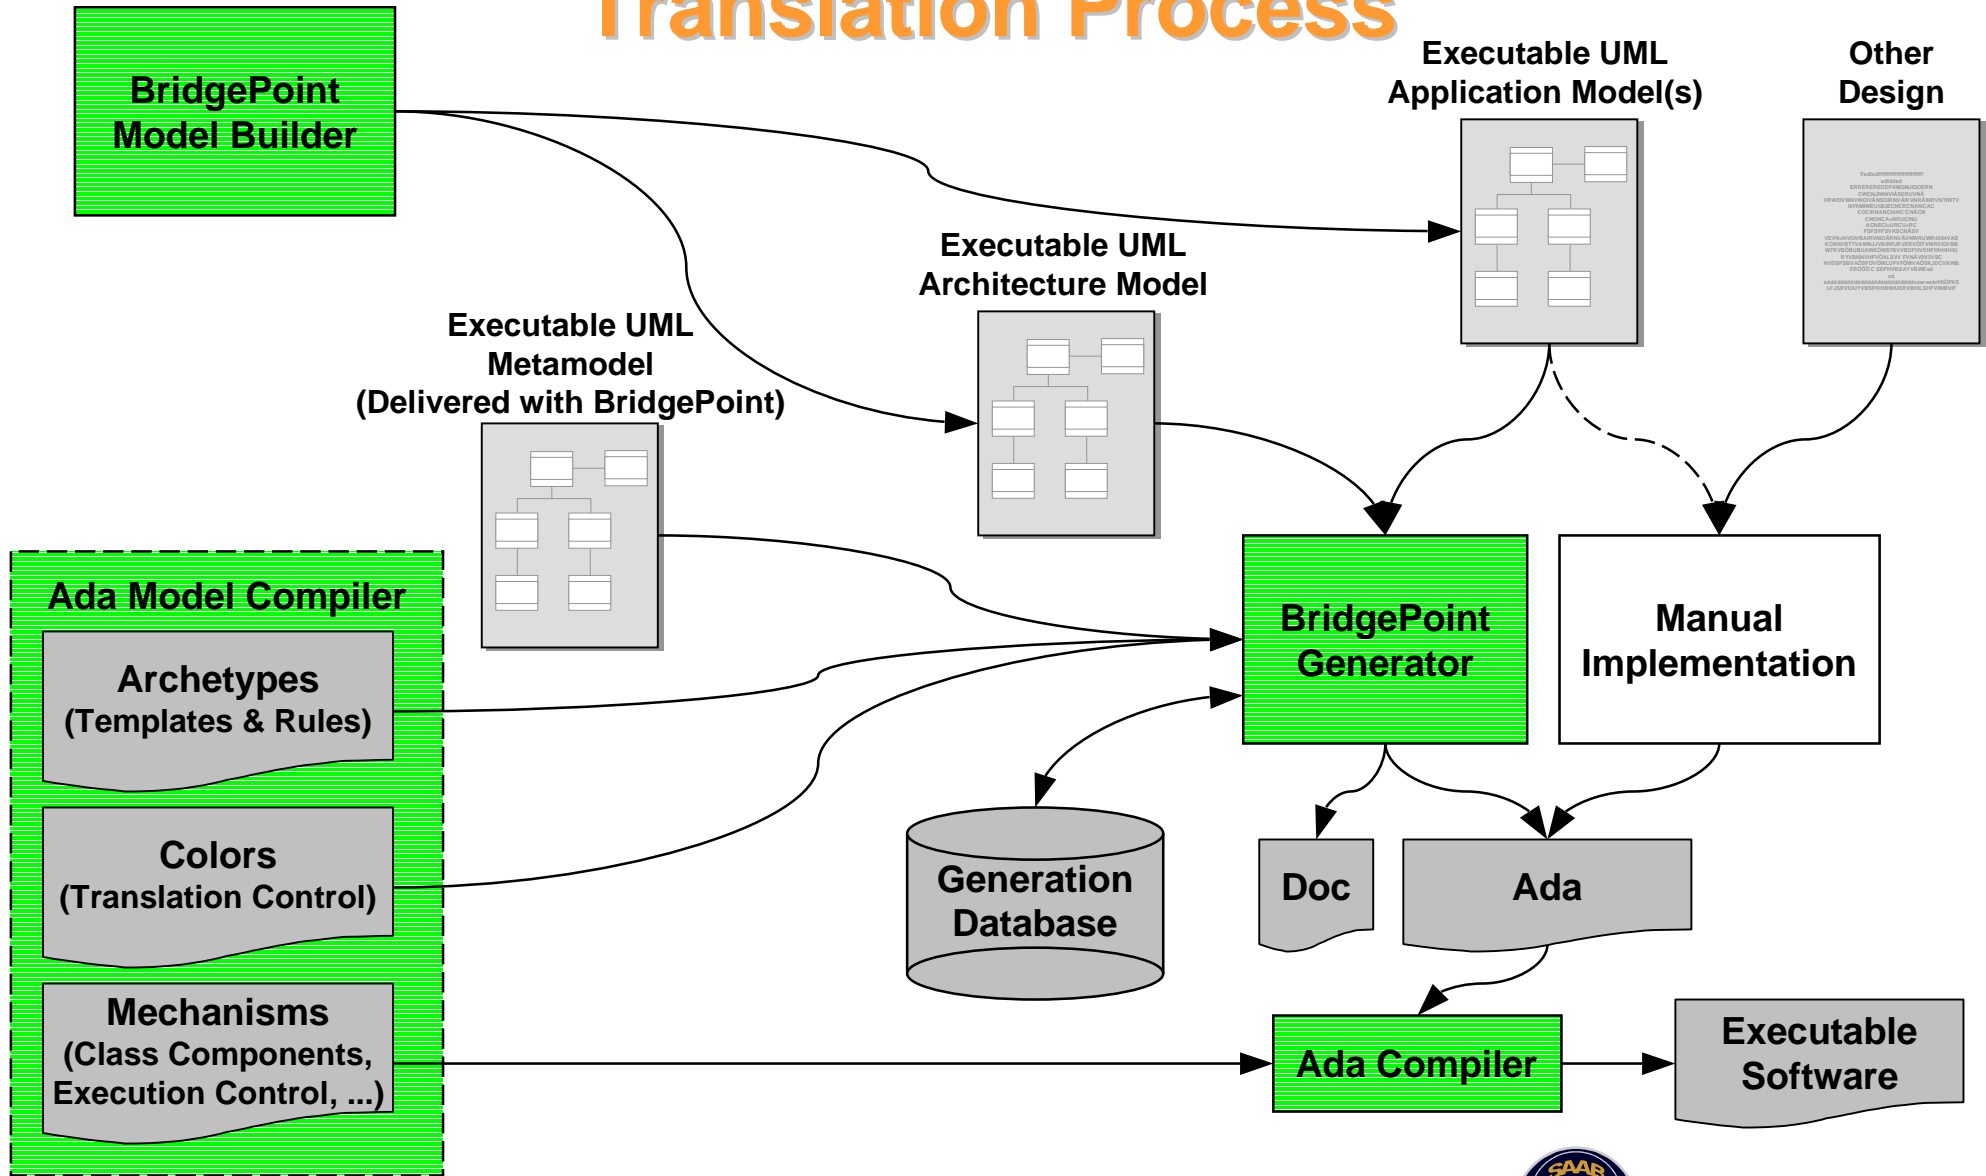 Translation Process
BridgePoint
Model Builder
Executable UML
Application Model(s)
Other
Design
Executable UML
Architecture Model
Executable UML
Metamodel
(Delivered with BridgePoint)
Ada Model Compiler
Archetypes
(Templates & Rules)
Colors
(Translation Control)
Mechanisms
(Class Components,
Execution Control, ...)
BridgePoint
Generator
Manual
Implementation
Generation
Database
Doc
Ada
Ada Compiler
Executable
Software
SAAB